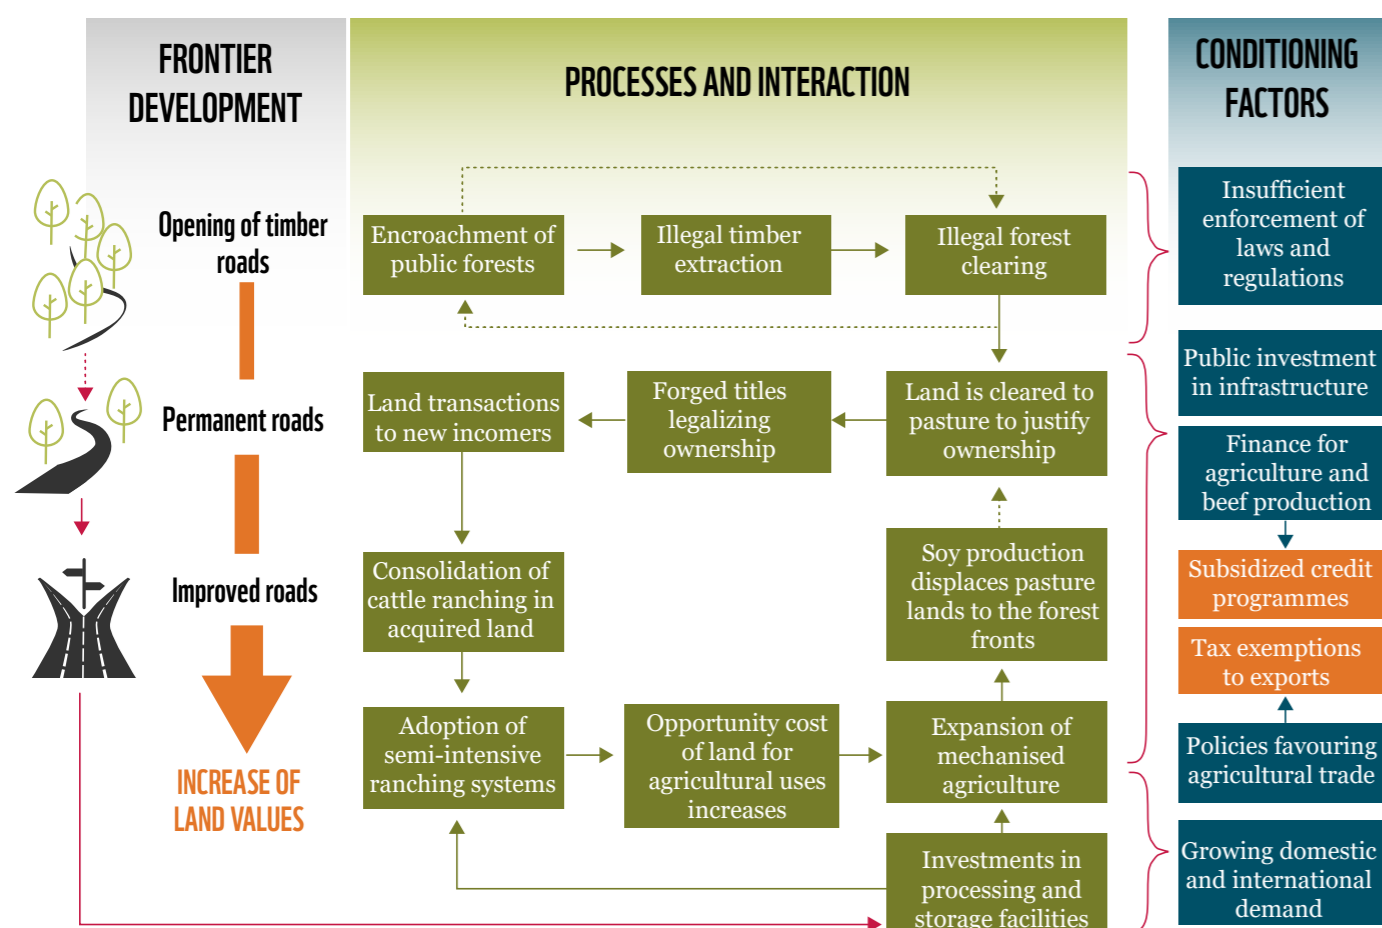 FRONTIER
DEVELOPMENT
PROCESSES AND INTERACTION
CONDITIONING
FACTORS
Opening of timber
roads
Permanent roads
Improved roads
INCREASE OF
LAND VALUES
Encroachment of
public forests
Illegal timber
extraction
Illegal forest
clearing
Land transactions
to new incomers
Forged titles
legalizing
ownership
Land is cleared to
pasture to justify
ownership
Consolidation of
cattle ranching in
acquired land
Soy production
displaces pasture
lands to the forest
fronts
Adoption of
semi-intensive
ranching systems
Opportunity cost
of land for
agricultural uses
increases
Expansion of
mechanised
agriculture
Investments in
processing and
storage facilities
Insufficient
enforcement of
laws and
regulations
Public investment
in infrastructure
Finance for
agriculture and
beef production
Subsidized credit
programmes
Tax exemptions
to exports
Policies favouring
agricultural trade
Growing domestic
and international
demand